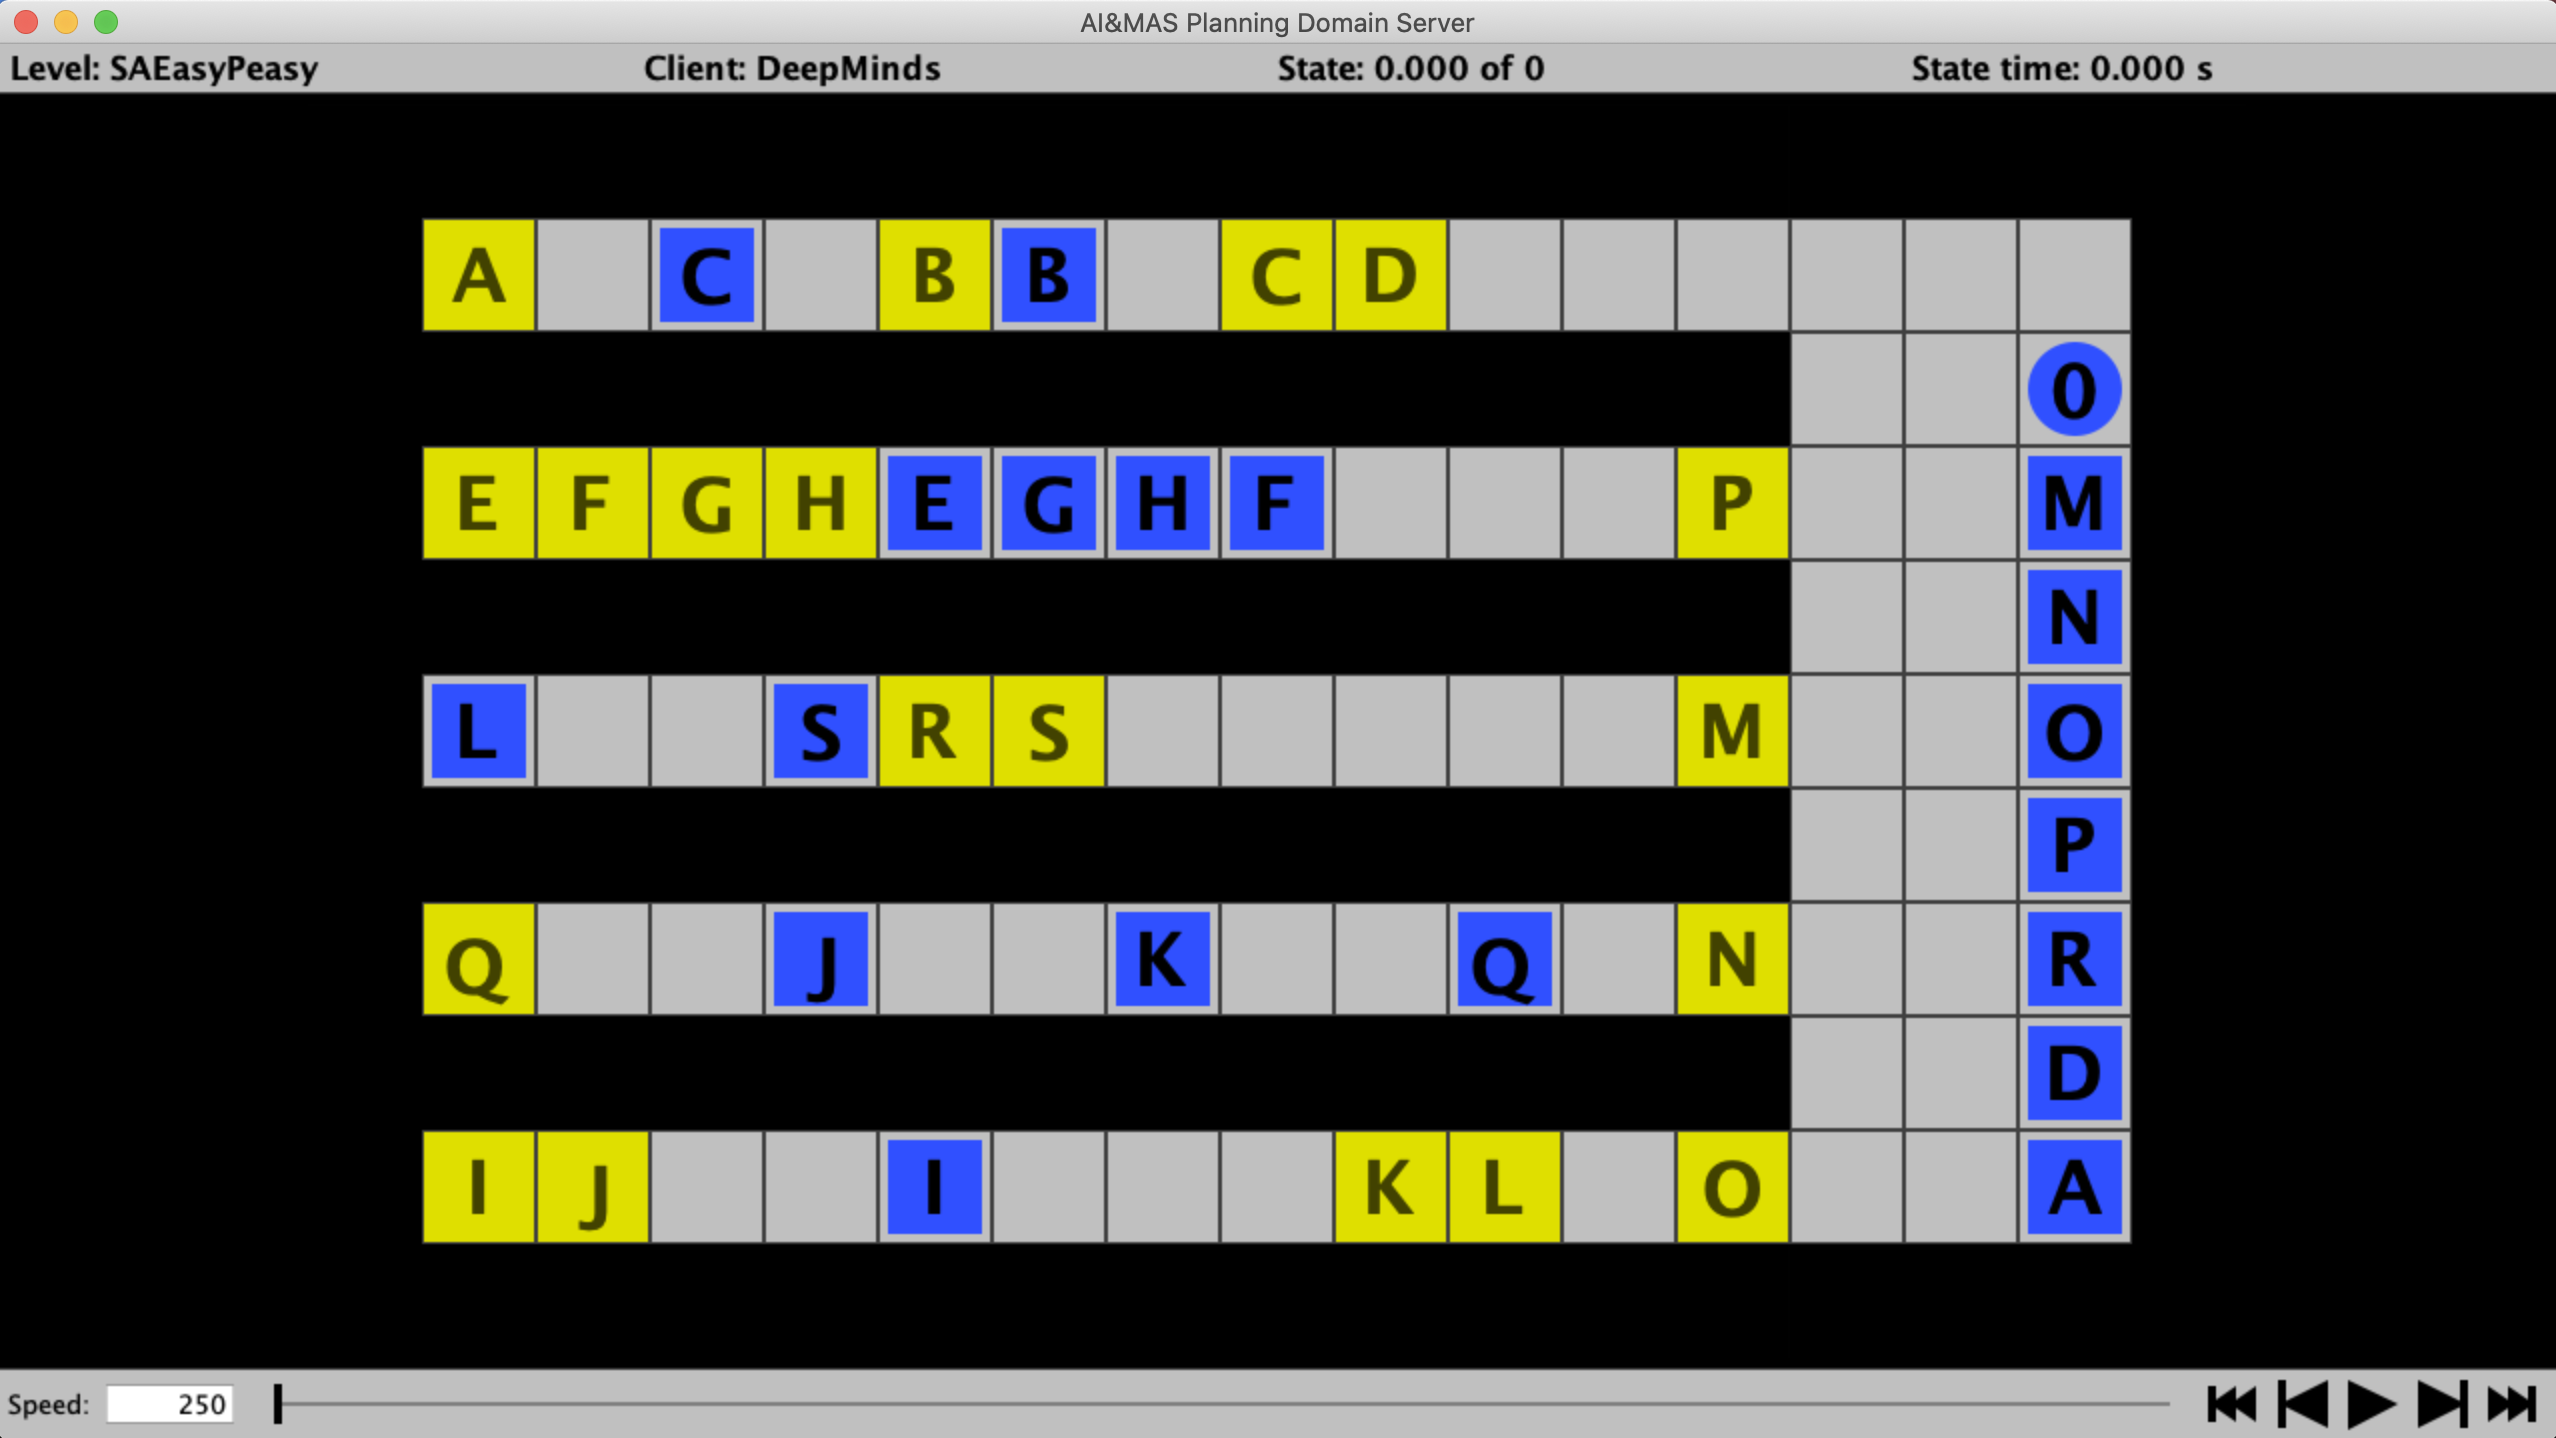 AI&MAS Planning Domain Server
Level: SAEasyPeasy Client: DeepMinds State: 0.000 of 0 State time: 0.000 s
A C B B C D
0
E F G H E G H F P M
N
L S R S M O
P
Q J K Q N R
D
I J I K L O A
Speed: 250